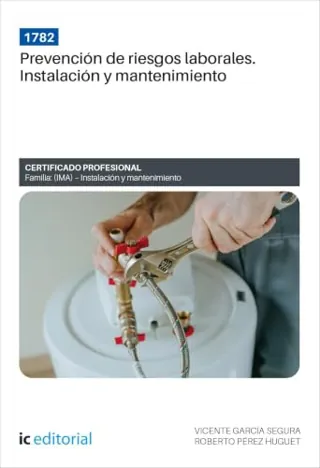 1782
Prevención de riesgos laborales.
Instalación y mantenimiento
CERTIFICADO PROFESIONAL
Familia: (IMA) – Instalación y mantenimiento
VICENTE GARCÍA SEGURA
ROBERTO PÉREZ HUGUET
ic editorial